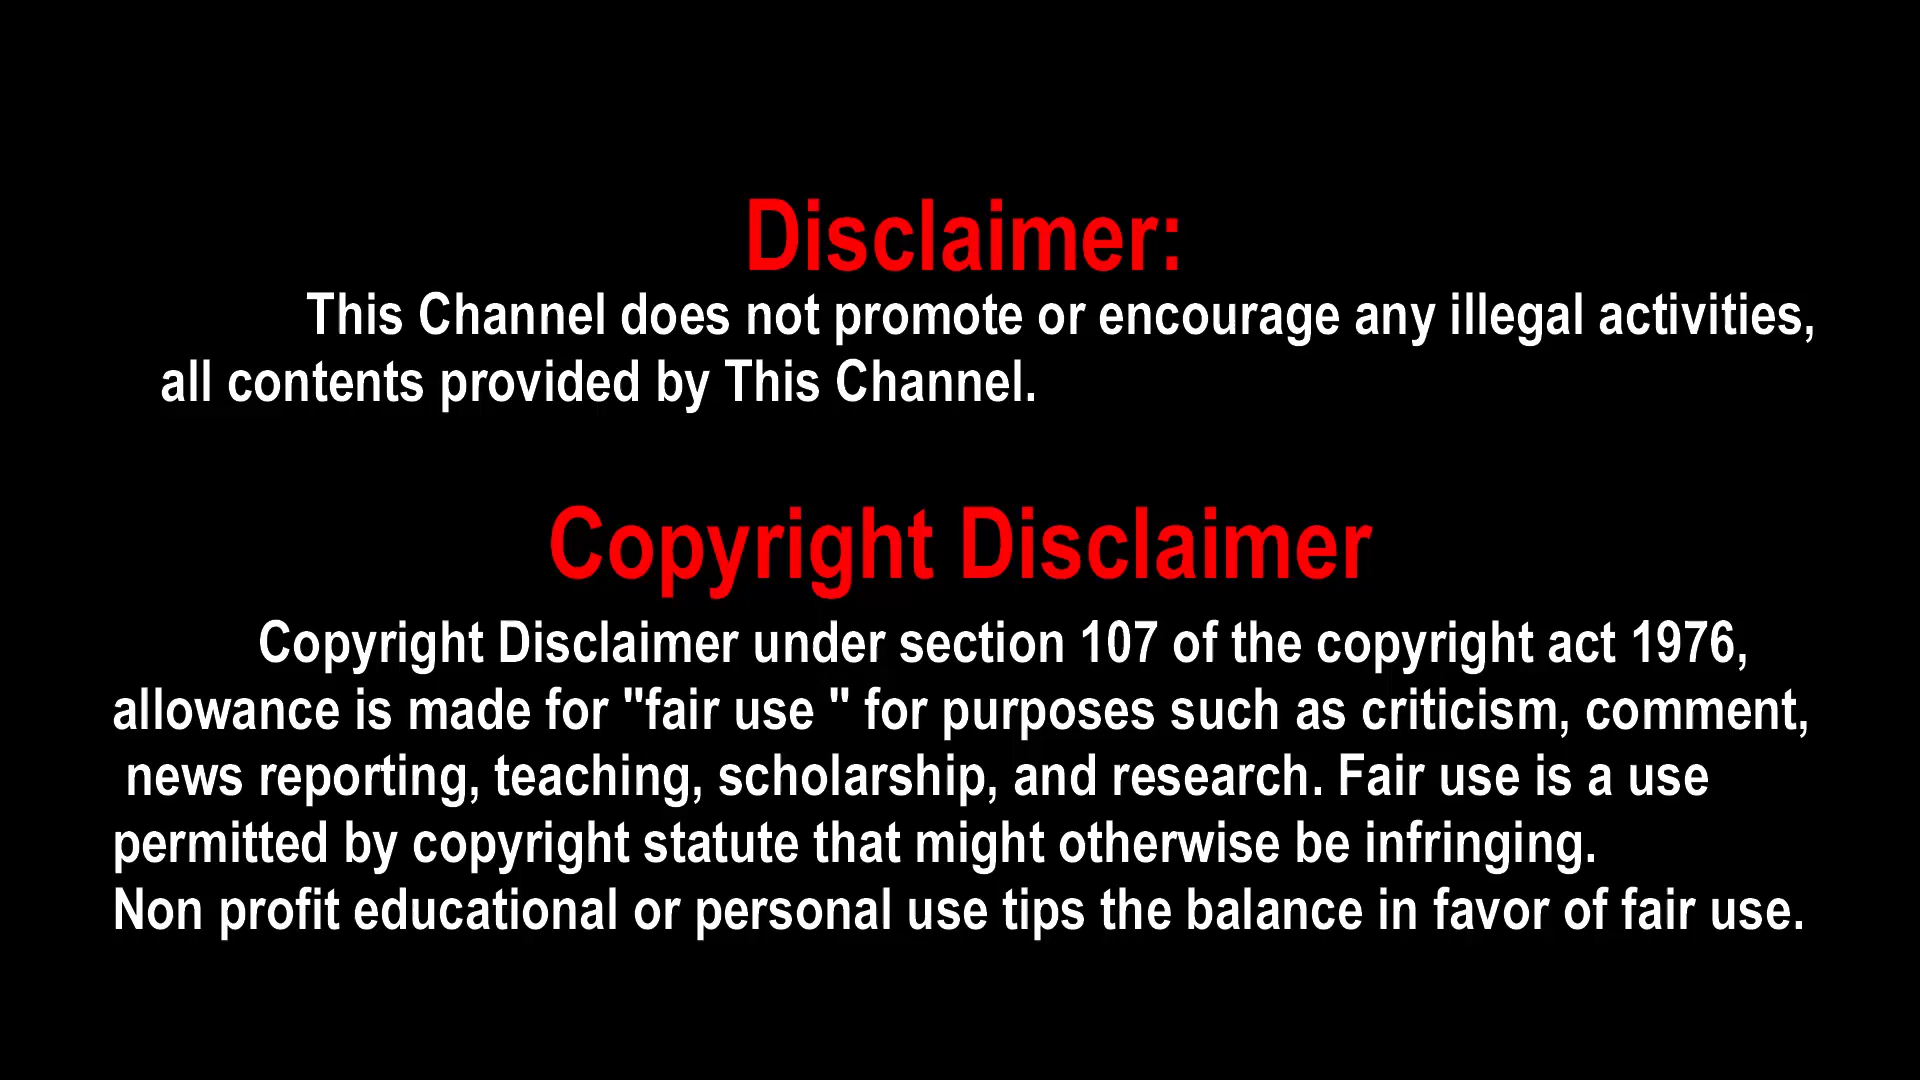 Disclaimer:
This Channel does not promote or encourage any illegal activities,
all contents provided by This Channel.
Copyright Disclaimer
Copyright Disclaimer under section 107 of the copyright act 1976,
allowance is made for "fair use " for purposes such as criticism, comment,
news reporting, teaching, scholarship, and research. Fair use is a use
permitted by copyright statute that might otherwise be infringing.
Non profit educational or personal use tips the balance in favor of fair use.